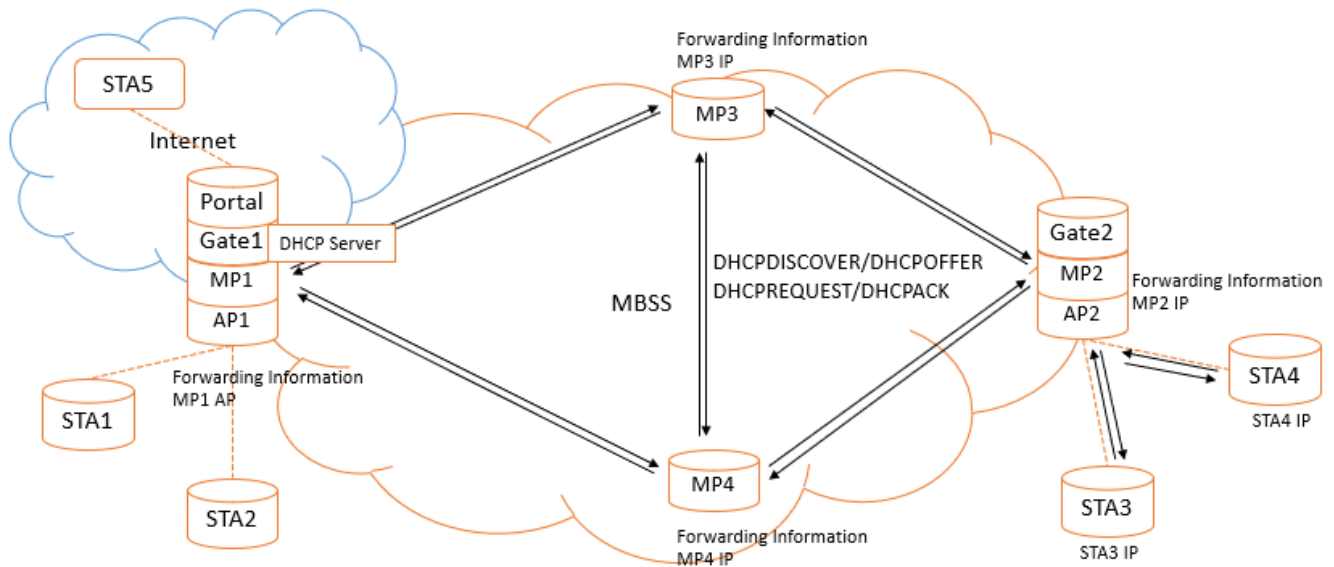 Forwarding Information
MP3 IP
STA5
MP3
Internet
Portal
Gate1
DHCP Server
MP1
AP1
Gate2
MP2
AP2
DHCPDISCOVER/DHCPOFFER
DHCPREQUEST/DHCPACK
MBSS
Forwarding Information
MP2 IP
Forwarding Information
MP1 AP
STA1
STA2
STA4
STA4 IP
MP4
Forwarding Information
MP4 IP
STA3
STA3 IP